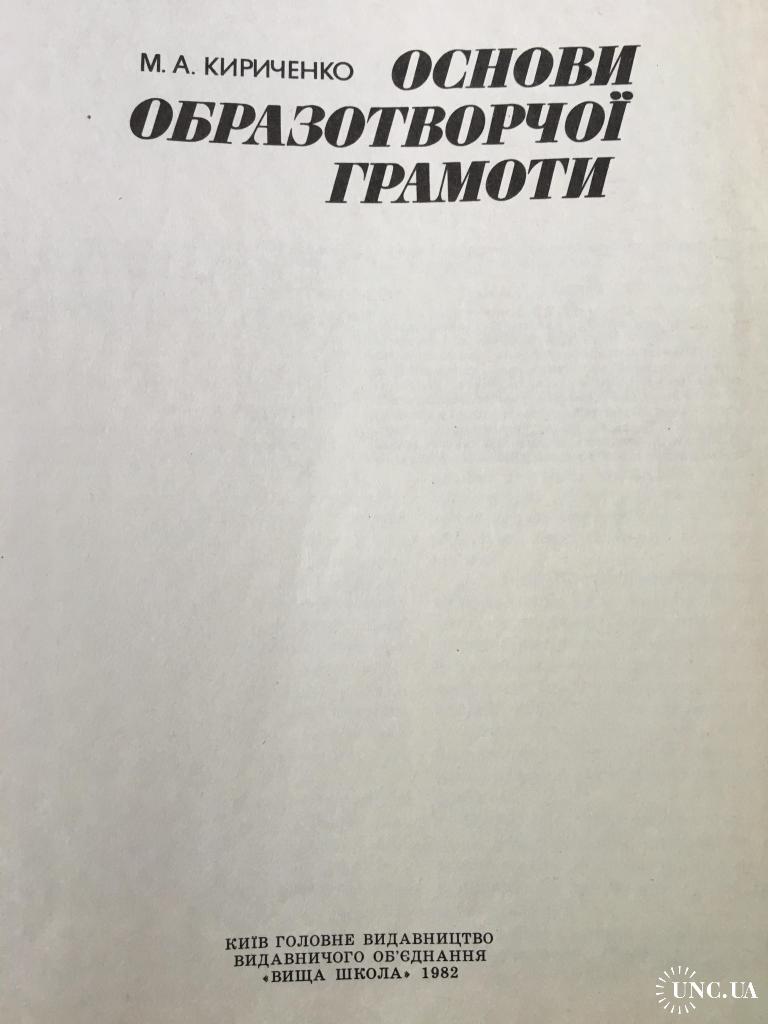 М. А. КИРИЧЕНКО ОСНОВИ
ОБРАЗОТВОРЧОЇ
ГРАМОТИ
КИЇВ ГОЛОВНЕ ВИДАВНИЦТВО
ВИДАВНИЧОГО ОБ'ЄДНАННЯ
«ВИЩА ШКОЛА» 1982
UNC.UA